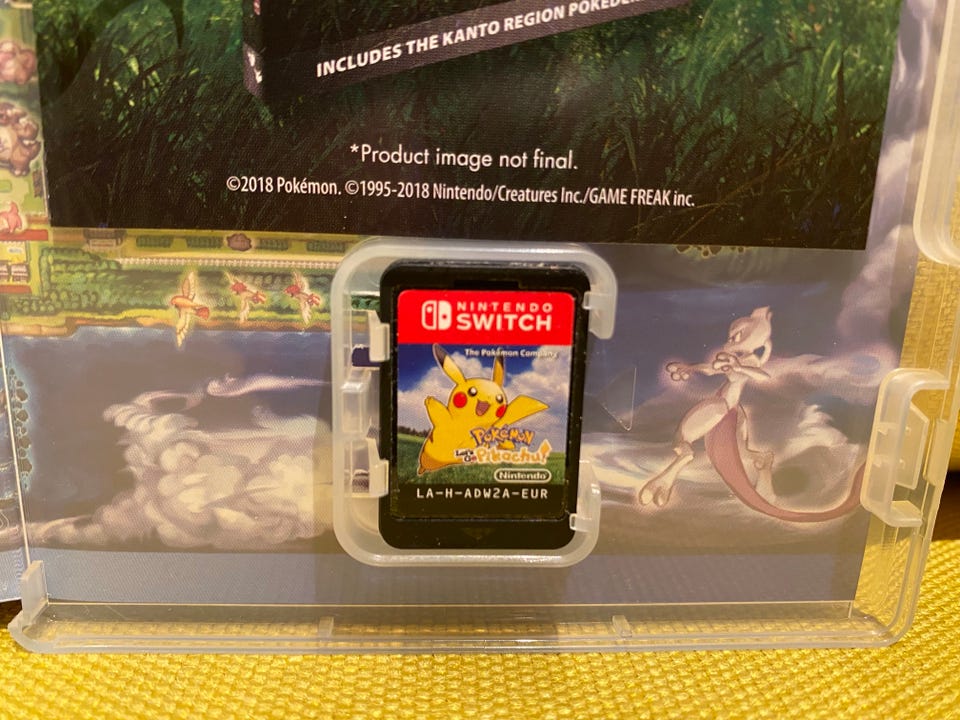 INCLUDES THE KANTO REGION
*Product image not final.
©2018 Pokémon. ©1995-2018 Nintendo/Creatures Inc./GAME FREAK inc.
NINTENDO
SWITCH
The Pokémon Company
POKÉMON
Let's
Go
Pikachu!
Nintendo
LA-H-ADW2A-EUR